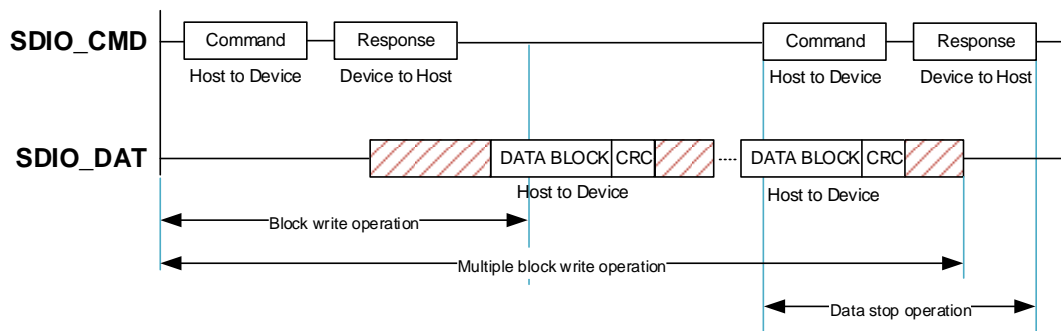 SDIO_CMD
Command
Response
Command
Response
Host to Device
Device to Host
Host to Device
Device to Host
SDIO_DAT
DATA BLOCK
CRC
DATA BLOCK
CRC
Host to Device
Host to Device
Block write operation
Multiple block write operation
Data stop operation